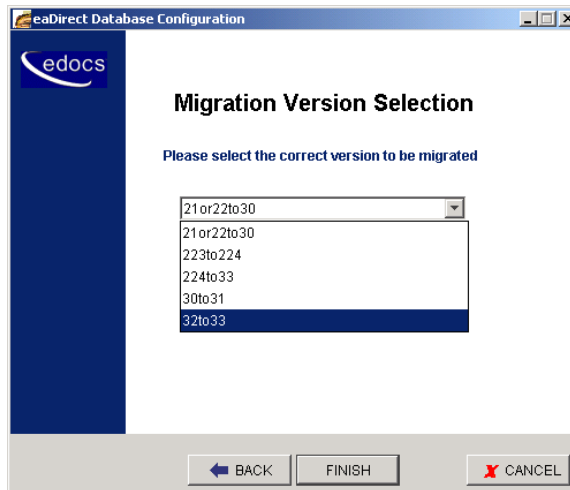 eaDirect Database Configuration
edocs
Migration Version Selection
Please select the correct version to be migrated
21or22to30
21or22to30
223to224
224to33
30to31
32to33
BACK
FINISH
CANCEL